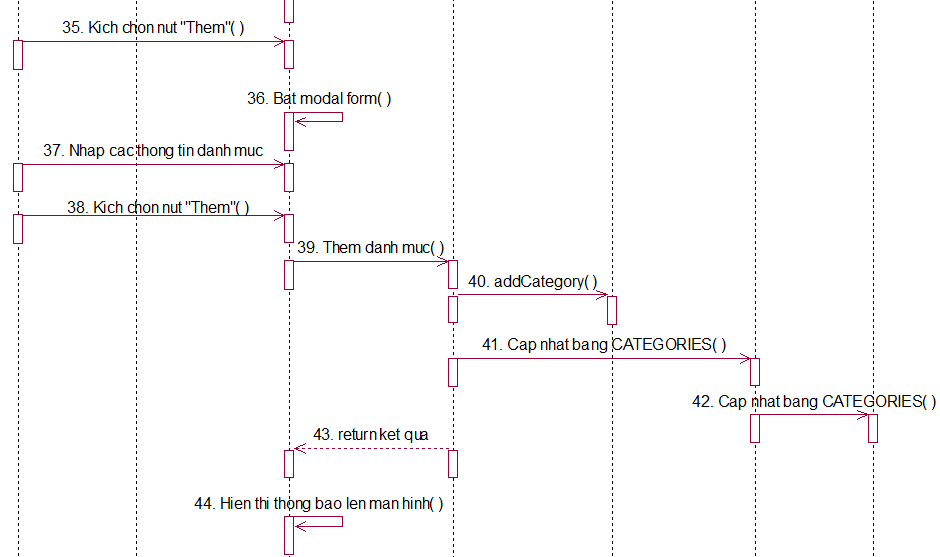 35. Kich chon nut "Them"( )
36. Bat modal form( )
37. Nhap cac thong tin danh muc
38. Kich chon nut "Them"( )
39. Them danh muc( )
40. addCategory( )
41. Cap nhat bang CATEGORIES( )
42. Cap nhat bang CATEGORIES( )
43. return ket qua
44. Hien thi thong bao len man hinh( )